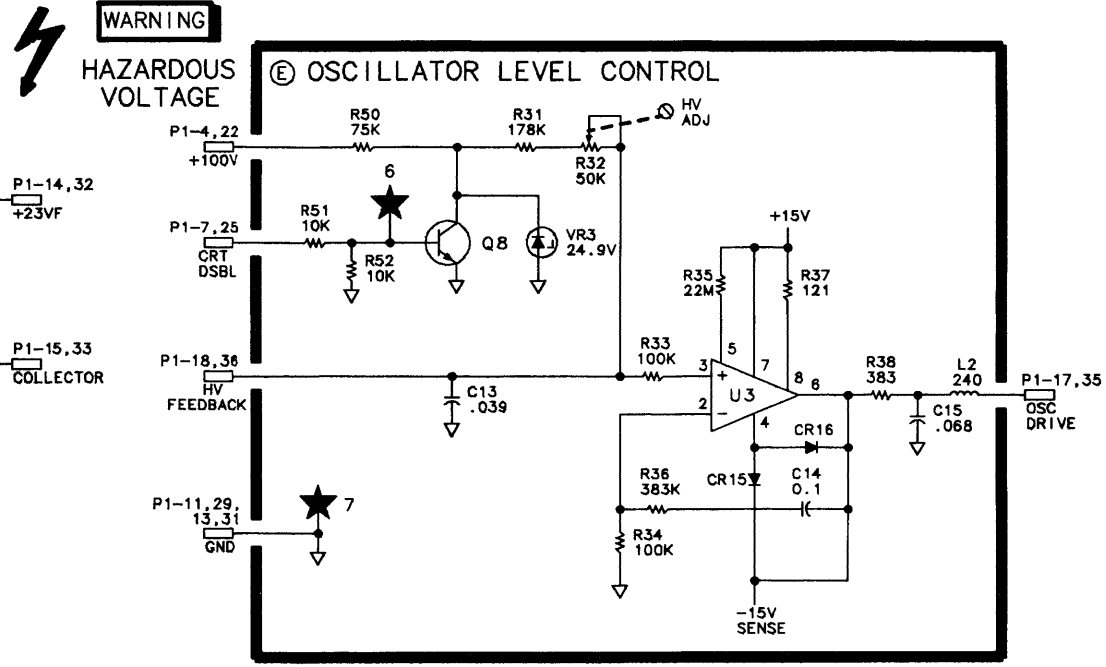 WARNING
HAZARDOUS
VOLTAGE
E OSCILLATOR LEVEL CONTROL
HV
ADJ
P1-4,22
+100V
R50
75K
R31
178K
R32
50K
P1-14,32
+23VF
6
P1-7,25
CRT
DSBL
R51
10K
R52
10K
Q8
VR3
24.9V
+15V
R35
22M
R37
121
P1-15,33
COLLECTOR
P1-18,36
HV
FEEDBACK
C13
.039
R33
100K
5
7
8
3
+
U3
6
2
−
4
R38
383
L2
240
P1-17,35
OSC
DRIVE
C15
.068
CR16
CR15
C14
0.1
R36
383K
R34
100K
P1-11,29,
13,31
GND
7
-15V
SENSE